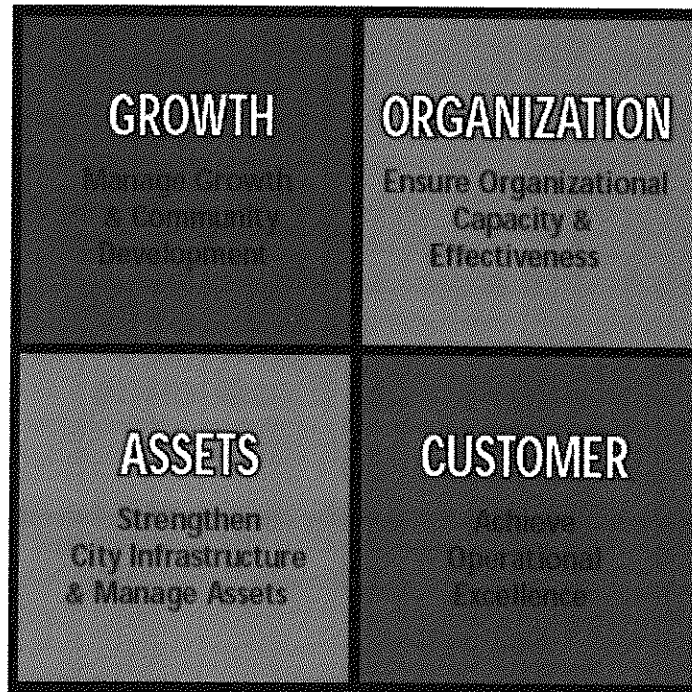 GROWTH
Manage Growth
& Community
Development
ORGANIZATION
Ensure Organizational
Capacity &
Effectiveness
ASSETS
Strengthen
City Infrastructure
& Manage Assets
CUSTOMER
Achieve
Operational
Excellence